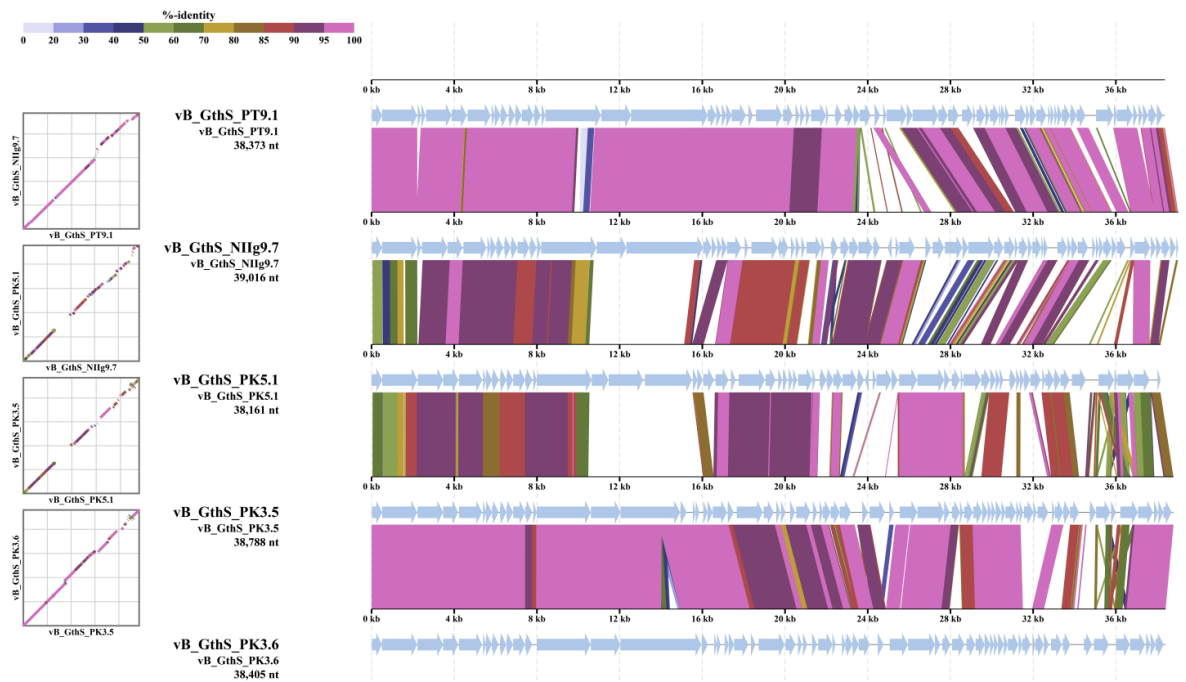 %-identity
0 20 30 40 50 60 70 80 85 90 95 100
0 kb 4 kb 8 kb 12 kb 16 kb 20 kb 24 kb 28 kb 32 kb 36 kb
vB_GthS_NIIg9.7
vB_GthS_PT9.1
vB_GthS_PT9.1
vB_GthS_PT9.1
38,373 nt
0 kb 4 kb 8 kb 12 kb 16 kb 20 kb 24 kb 28 kb 32 kb 36 kb
vB_GthS_PK5.1
vB_GthS_NIIg9.7
vB_GthS_NIIg9.7
vB_GthS_NIIg9.7
39,016 nt
0 kb 4 kb 8 kb 12 kb 16 kb 20 kb 24 kb 28 kb 32 kb 36 kb
vB_GthS_PK3.5
vB_GthS_PK5.1
vB_GthS_PK5.1
vB_GthS_PK5.1
38,161 nt
0 kb 4 kb 8 kb 12 kb 16 kb 20 kb 24 kb 28 kb 32 kb 36 kb
vB_GthS_PK3.6
vB_GthS_PK3.5
vB_GthS_PK3.5
vB_GthS_PK3.5
38,788 nt
0 kb 4 kb 8 kb 12 kb 16 kb 20 kb 24 kb 28 kb 32 kb 36 kb
vB_GthS_PK3.6
vB_GthS_PK3.6
38,405 nt